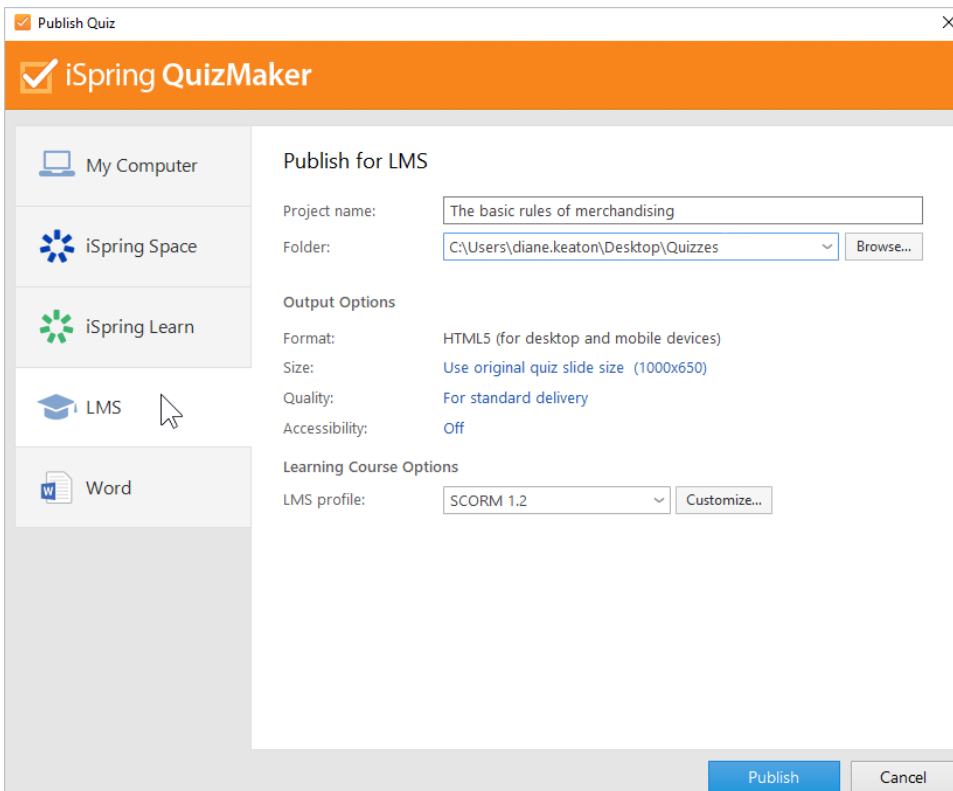 Publish Quiz
iSpring QuizMaker
My Computer
iSpring Space
iSpring Learn
LMS
W
Word
Publish for LMS
Project name: The basic rules of merchandising
Folder: C:\Users\diane.keaton\Desktop\Quizzes Browse...
Output Options
Format: HTML5 (for desktop and mobile devices)
Size: Use original quiz slide size (1000x650)
Quality: For standard delivery
Accessibility: Off
Learning Course Options
LMS profile: SCORM 1.2 Customize...
Publish Cancel